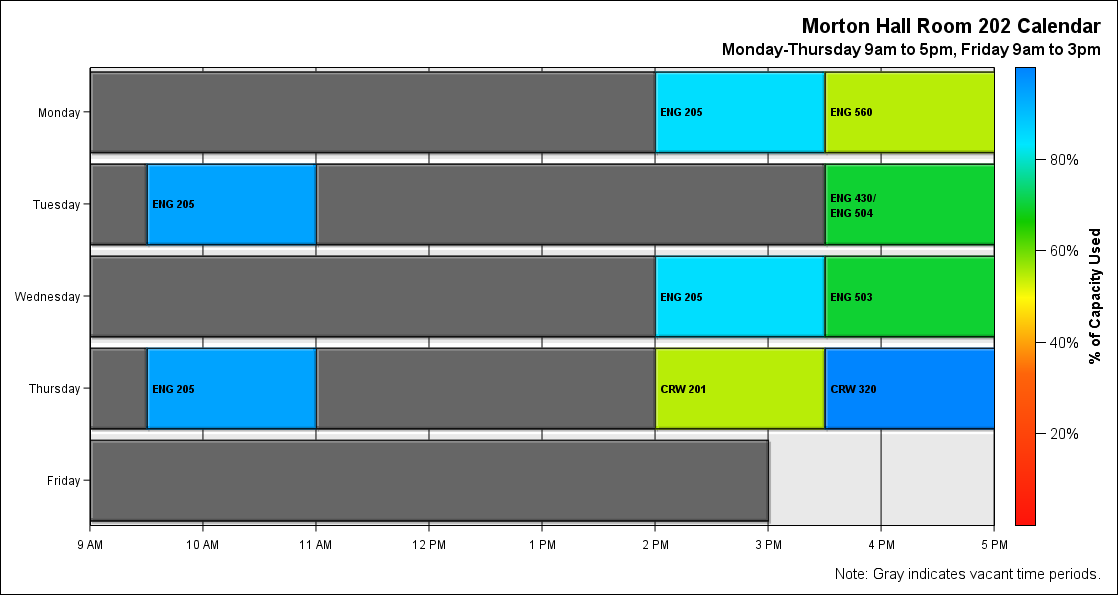 Morton Hall Room 202 Calendar
Monday-Thursday 9am to 5pm, Friday 9am to 3pm
Monday
ENG 205
ENG 560
Tuesday
ENG 205
ENG 430/
ENG 504
Wednesday
ENG 205
ENG 503
Thursday
ENG 205
CRW 201
CRW 320
Friday
9 AM
10 AM
11 AM
12 PM
1 PM
2 PM
3 PM
4 PM
5 PM
80%
60%
40%
20%
% of Capacity Used
Note: Gray indicates vacant time periods.